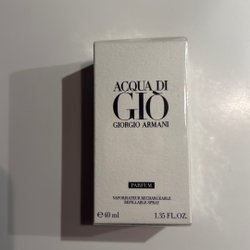 ACQUA DI
GIÒ
GIORGIO ARMANI
PARFUM
VAPORISATEUR RECHARGEABLE
REFILLABLE SPRAY
e 40 ml 1.35 FL.OZ.